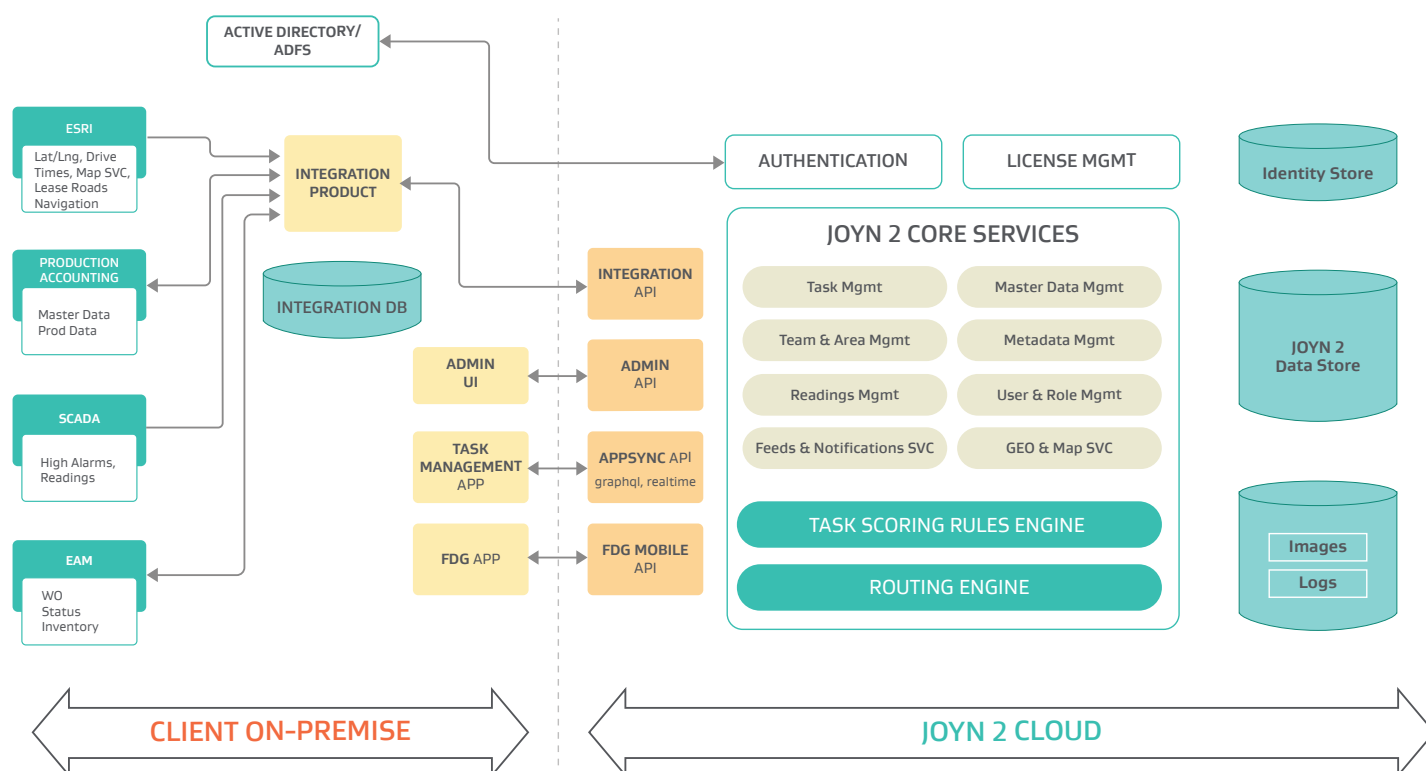 ACTIVE DIRECTORY/
ADFS
ESRI
Lat/Lng, Drive
Times, Map SVC,
Lease Roads
Navigation
INTEGRATION
PRODUCT
AUTHENTICATION
LICENSE MGMT
Identity Store
PRODUCTION
ACCOUNTING
Master Data
Prod Data
INTEGRATION DB
INTEGRATION
API
JOYN 2 CORE SERVICES
Task Mgmt
Master Data Mgmt
Team & Area Mgmt
Metadata Mgmt
Readings Mgmt
User & Role Mgmt
Feeds & Notifications SVC
GEO & Map SVC
TASK SCORING RULES ENGINE
ROUTING ENGINE
JOYN 2
Data Store
ADMIN
UI
ADMIN
API
SCADA
High Alarms,
Readings
TASK
MANAGEMENT
APP
APPSYNC API
graphql, realtime
EAM
WO
Status
Inventory
FDG APP
FDG MOBILE
API
Images
Logs
CLIENT ON-PREMISE
JOYN 2 CLOUD